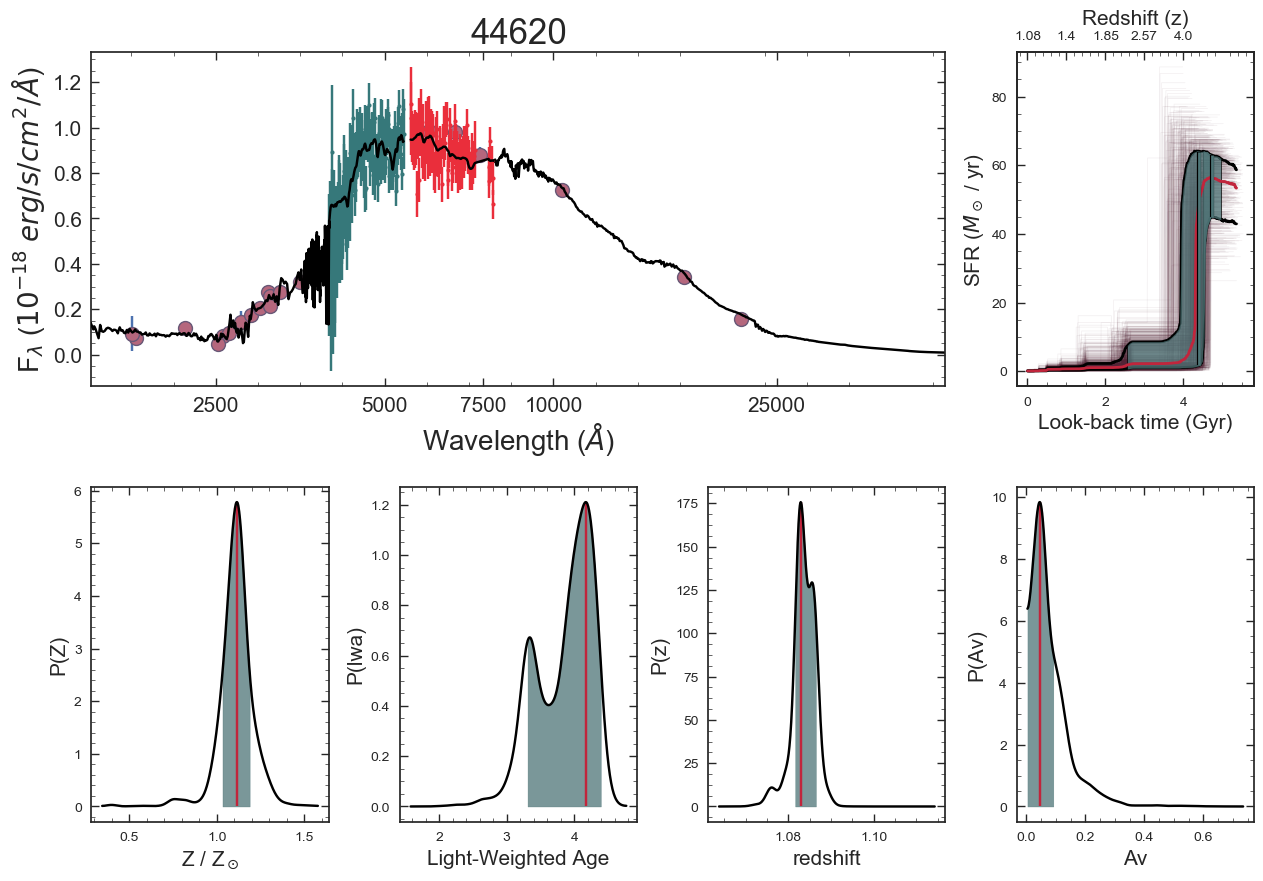 44620
F_λ (10^{-18} erg/s/cm^2/Å)
1.2
1.0
0.8
0.6
0.4
0.2
0.0
2500
5000
7500
10000
25000
Wavelength (Å)
Redshift (z)
1.08 1.4 1.85 2.57 4.0
SFR (M_⊙ / yr)
80
60
40
20
0
0 2 4
Look-back time (Gyr)
P(Z)
6
5
4
3
2
1
0
0.5 1.0 1.5
Z / Z_⊙
P(lwa)
1.2
1.0
0.8
0.6
0.4
0.2
0.0
2 3 4
Light-Weighted Age
P(z)
175
150
125
100
75
50
25
0
1.08 1.10
redshift
P(Av)
10
8
6
4
2
0
0.0 0.2 0.4 0.6
Av